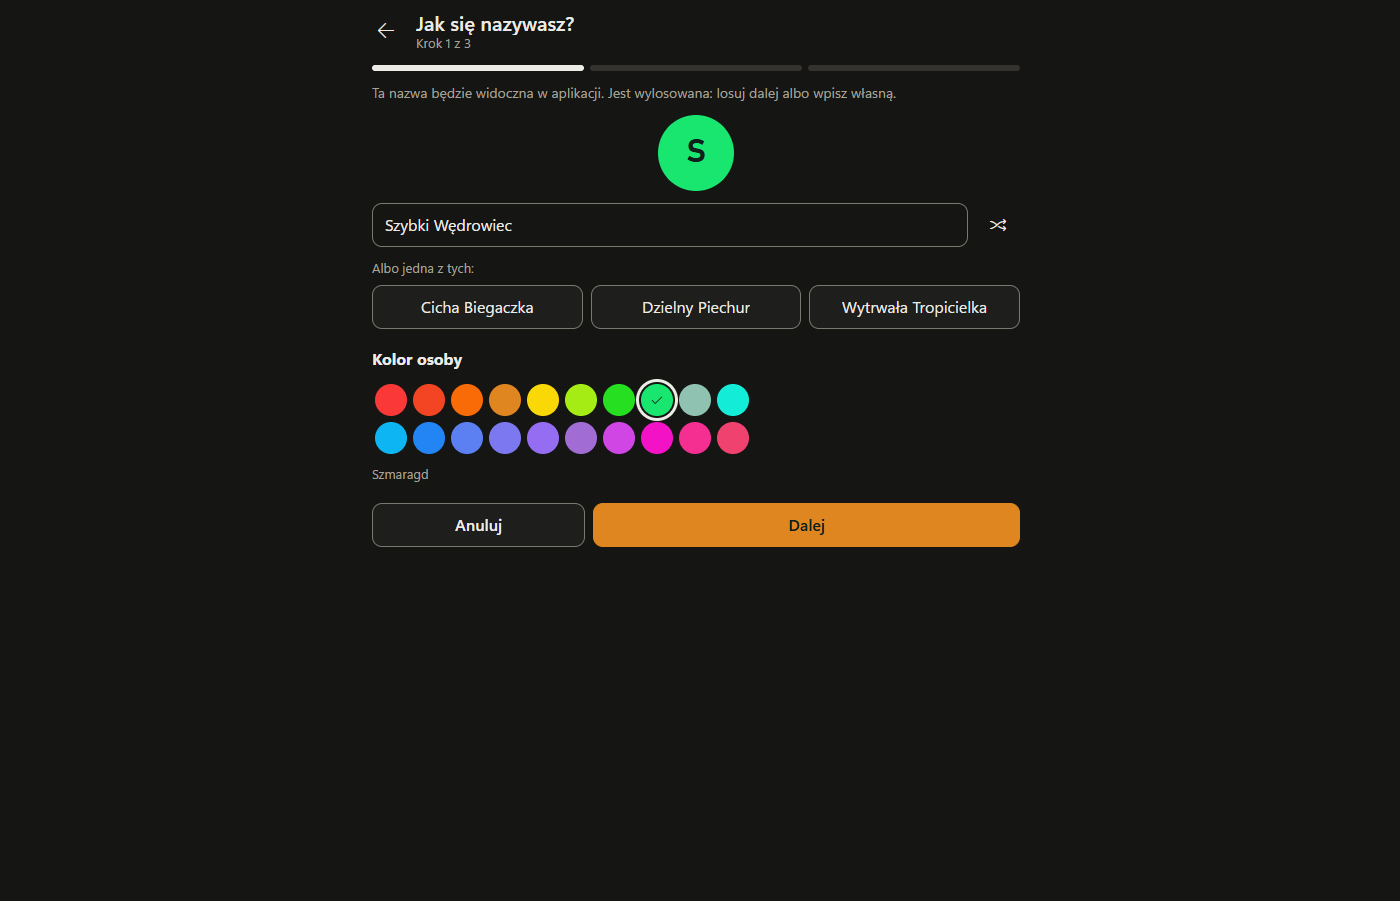 Jak się nazywasz?
Krok 1 z 3
Ta nazwa będzie widoczna w aplikacji. Jest wylosowana: losuj dalej albo wpisz własną.
S
Szybki Wędrowiec
Albo jedna z tych:
Cicha Biegaczka
Dzielny Piechur
Wytrwała Tropicielka
Kolor osoby
Szmaragd
Anuluj
Dalej